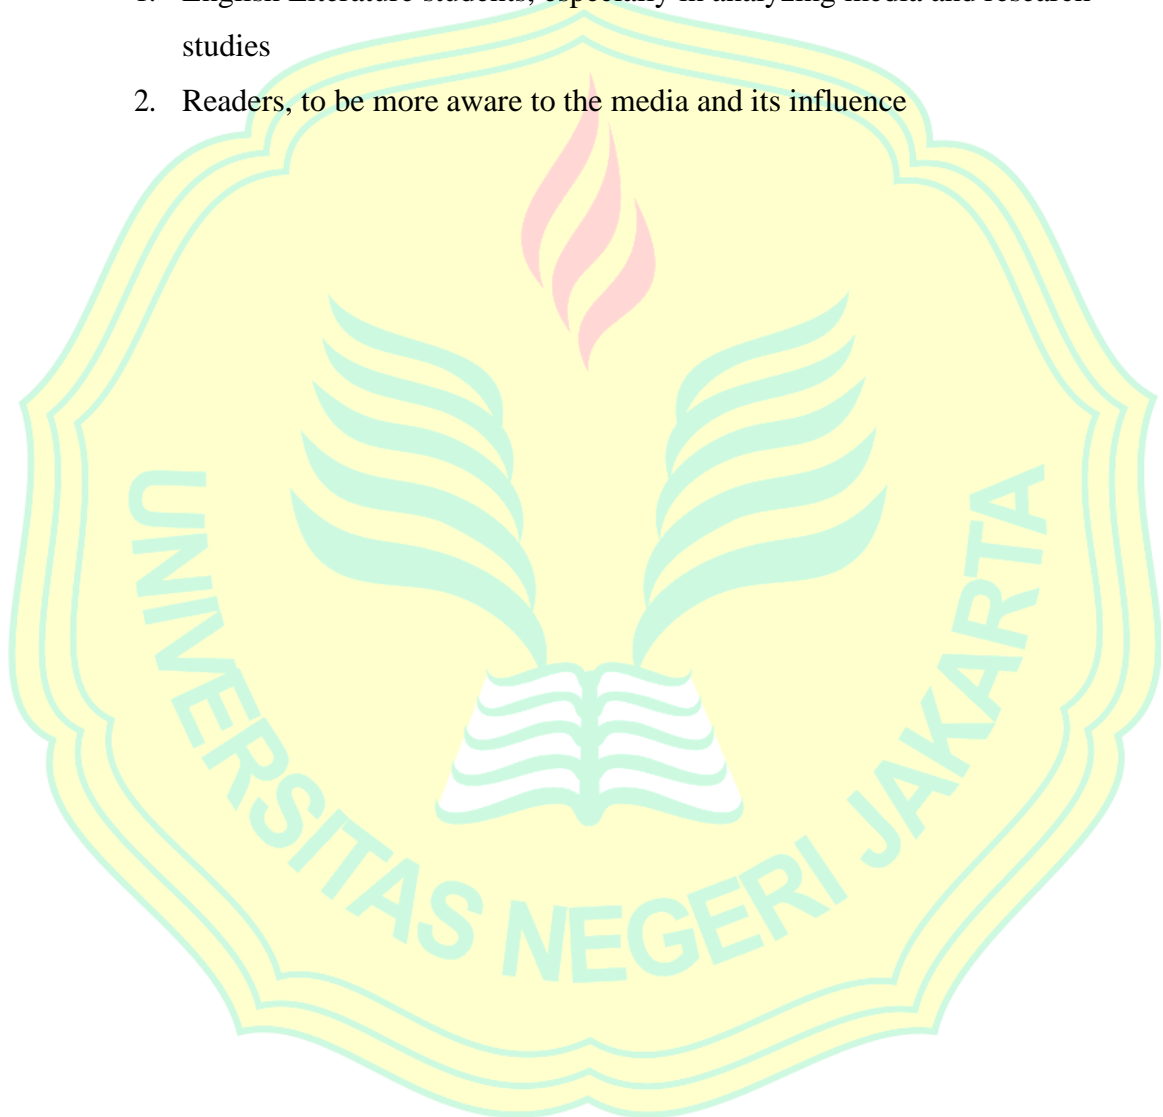 1. English Literature students, especially in analyzing media and research
studies
2. Readers, to be more aware to the media and its influence
UNIVERSITAS NEGERI JAKARTA